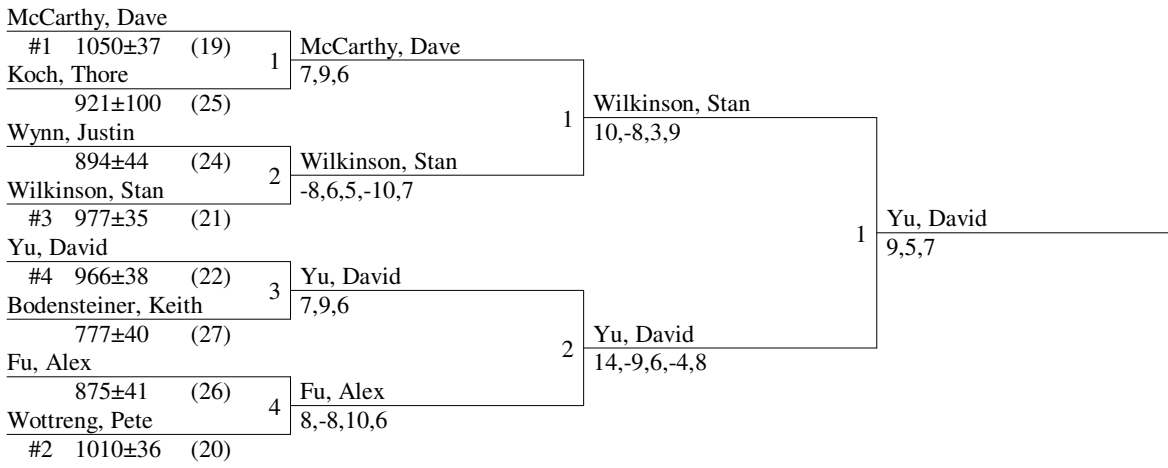 McCarthy, Dave
#1 1050±37 (19)
1
McCarthy, Dave
7,9,6
Koch, Thore
921±100 (25)
1
Wilkinson, Stan
10,-8,3,9
Wynn, Justin
894±44 (24)
2
Wilkinson, Stan
-8,6,5,-10,7
Wilkinson, Stan
#3 977±35 (21)
1
Yu, David
9,5,7
Yu, David
#4 966±38 (22)
3
Yu, David
7,9,6
Bodensteiner, Keith
777±40 (27)
2
Yu, David
14,-9,6,-4,8
Fu, Alex
875±41 (26)
4
Fu, Alex
8,-8,10,6
Wottreng, Pete
#2 1010±36 (20)